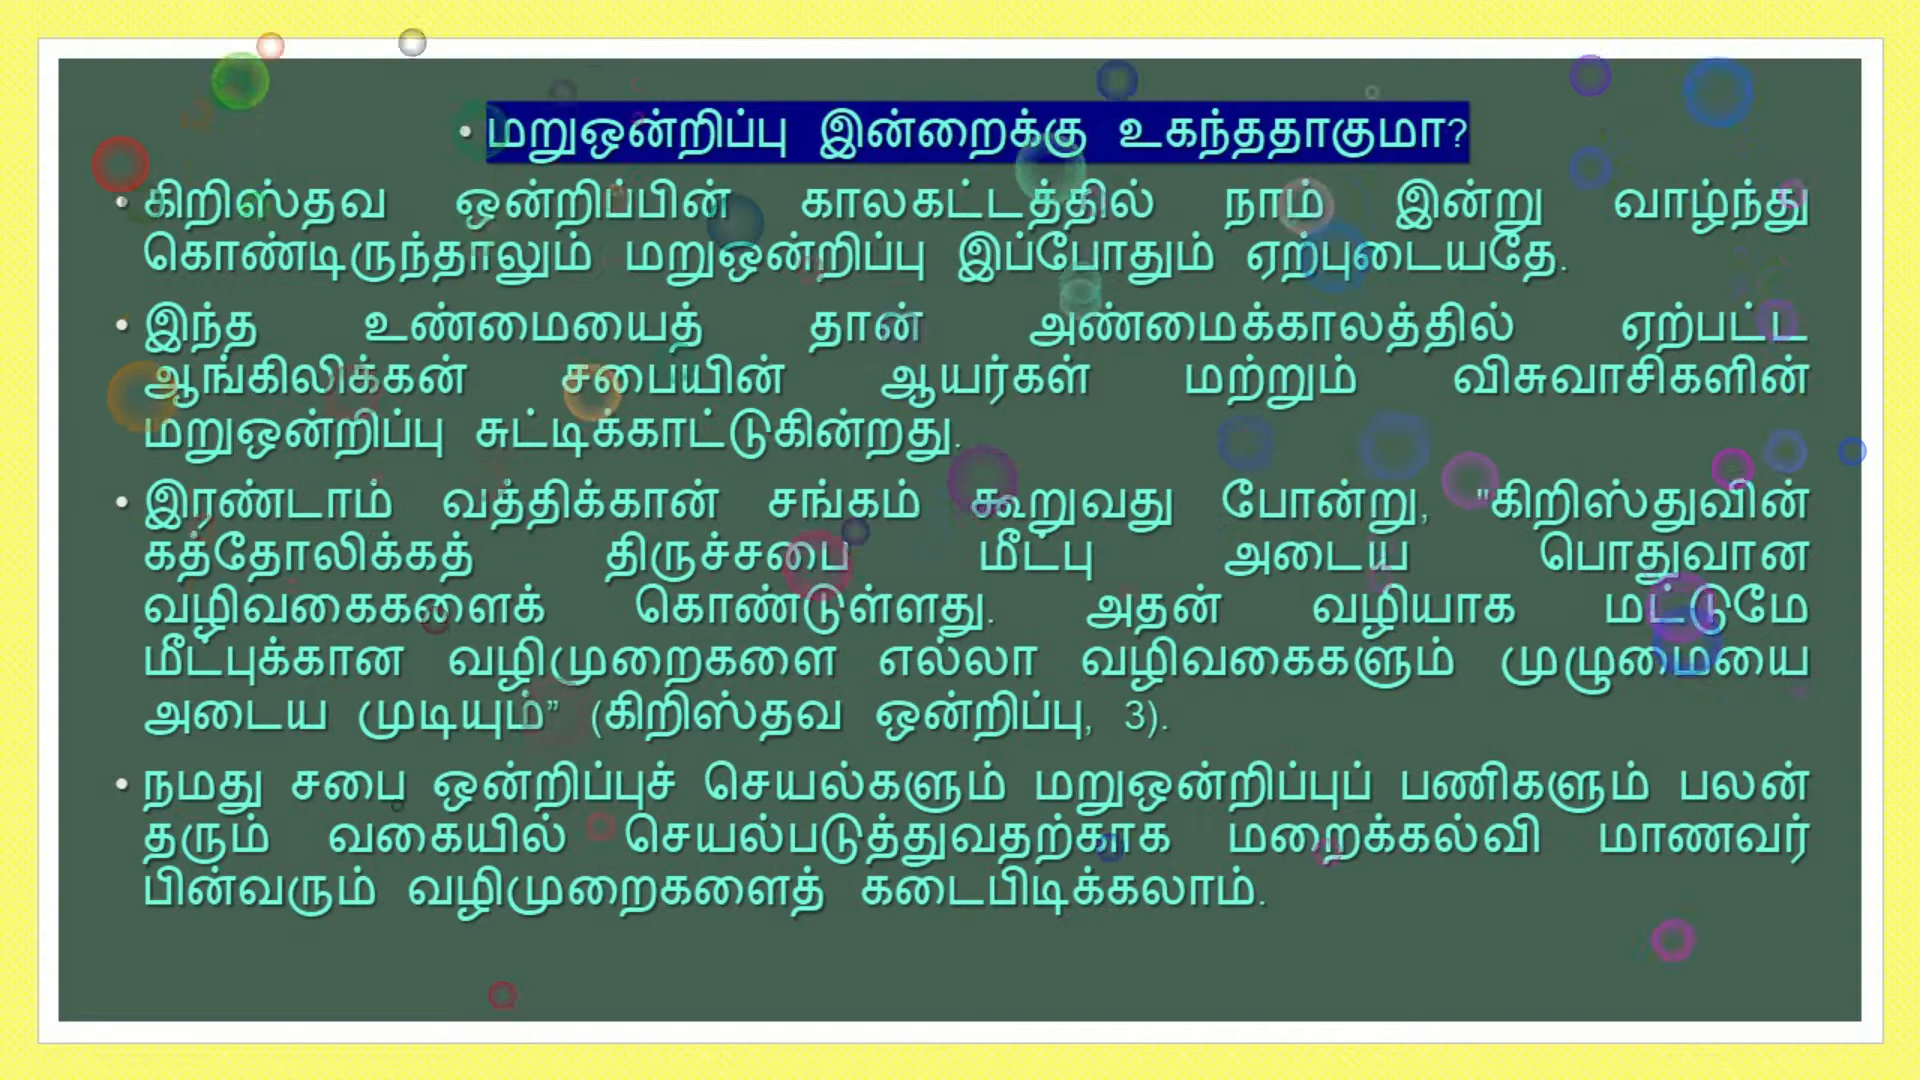 • மறுஒன்றிப்பு இன்றைக்கு உகந்ததாகுமா?
• கிறிஸ்தவ ஒன்றிப்பின் காலகட்டத்தில் நாம் இன்று வாழ்ந்து
கொண்டிருந்தாலும் மறுஒன்றிப்பு இப்போதும் ஏற்புடையதே.
• இந்த உண்மையைத் தான் அண்மைக்காலத்தில் ஏற்பட்ட
ஆங்கிலிக்கன் சபையின் ஆயர்கள் மற்றும் விசுவாசிகளின்
மறுஒன்றிப்பு சுட்டிக்காட்டுகின்றது.
• இரண்டாம் வத்திக்கான் சங்கம் கூறுவது போன்று, "கிறிஸ்துவின்
கத்தோலிக்கத் திருச்சபை மீட்பு அடைய பொதுவான
வழிவகைகளைக் கொண்டுள்ளது. அதன் வழியாக மட்டுமே
மீட்புக்கான வழிமுறைகளை எல்லா வழிவகைகளும் முழுமையை
அடைய முடியும்” (கிறிஸ்தவ ஒன்றிப்பு, 3).
• நமது சபை ஒன்றிப்புச் செயல்களும் மறுஒன்றிப்புப் பணிகளும் பலன்
தரும் வகையில் செயல்படுத்துவதற்காக மறைக்கல்வி மாணவர்
பின்வரும் வழிமுறைகளைத் கடைபிடிக்கலாம்.